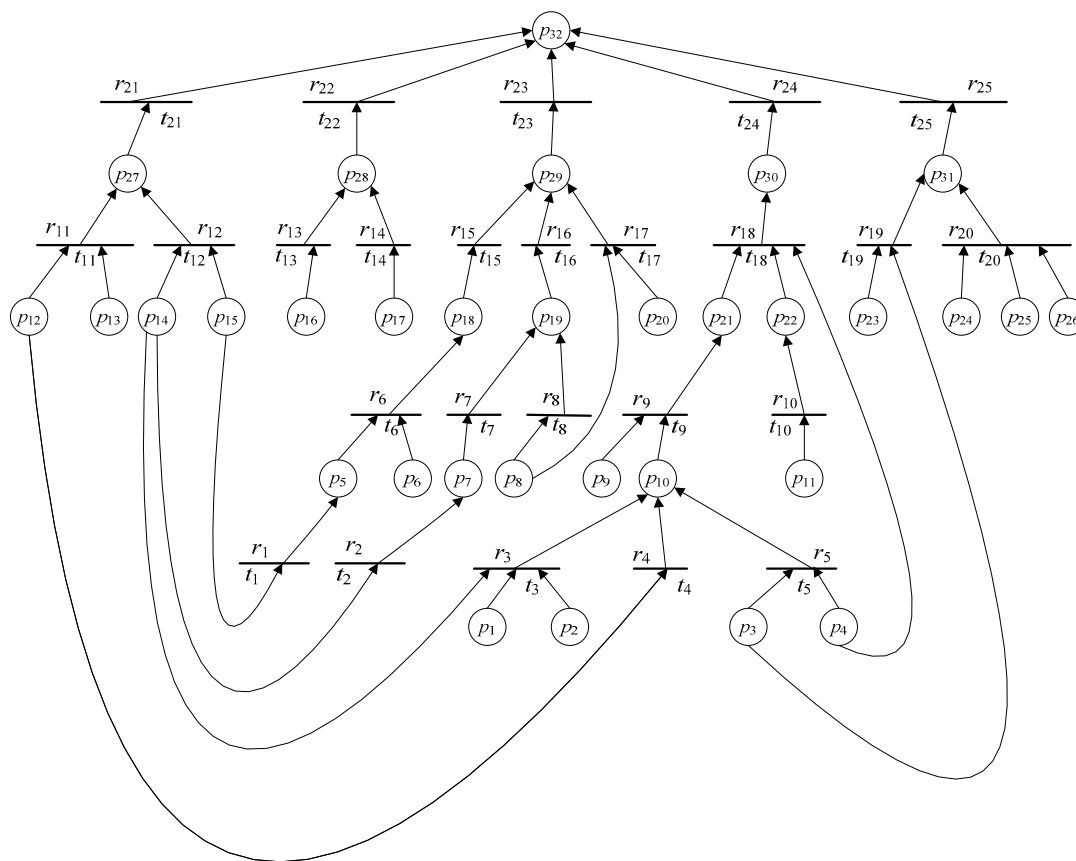 p32
r21 r22 r23 r24 r25
t21 t22 t23 t24 t25
p27 p28 p29 p30 p31
r11 r12 r13 r14 r15 r16 r17 r18 r19 r20
t11 t12 t13 t14 t15 t16 t17 t18 t19 t20
p12 p13 p14 p15 p16 p17 p18 p19 p20 p21 p22 p23 p24 p25 p26
r6 r7 r8 r9 r10
t6 t7 t8 t9 t10
p5 p6 p7 p8 p9 p10 p11
r1 r2 r3 r4 r5
t1 t2 t3 t4 t5
p1 p2 p3 p4